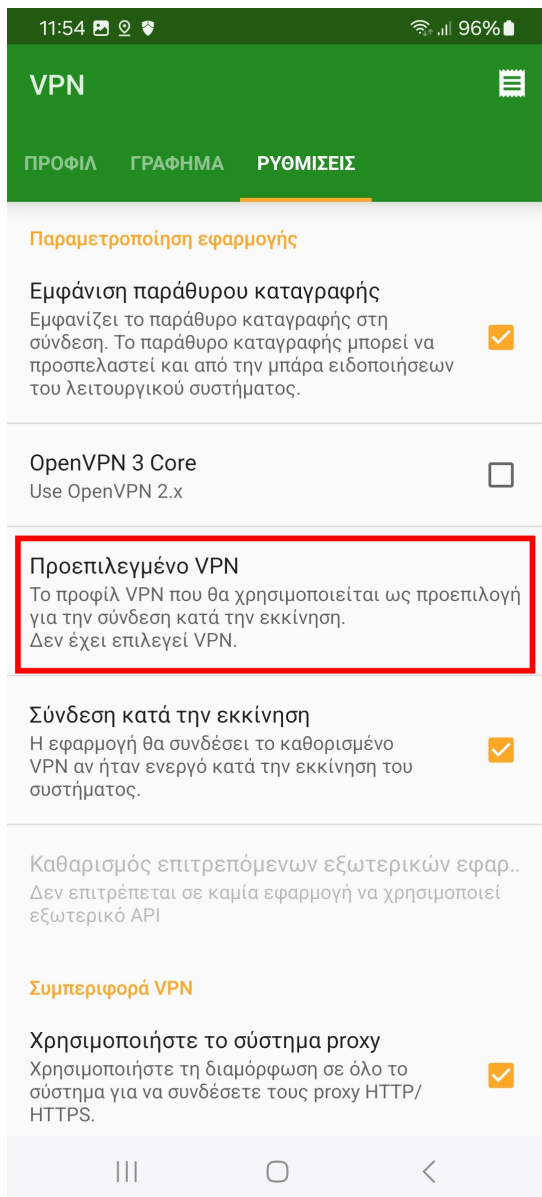 11:54 96%
VPN
ΠΡΟΦΙΛ ΓΡΑΦΗΜΑ ΡΥΘΜΙΣΕΙΣ
Παραμετροποίηση εφαρμογής
Εμφάνιση παράθυρου καταγραφής
Εμφανίζει το παράθυρο καταγραφής στη
σύνδεση. Το παράθυρο καταγραφής μπορεί να
προσπελαστεί και από την μπάρα ειδοποιήσεων
του λειτουργικού συστήματος.
OpenVPN 3 Core
Use OpenVPN 2.x
Προεπιλεγμένο VPN
Το προφίλ VPN που θα χρησιμοποιείται ως προεπιλογή
για την σύνδεση κατά την εκκίνηση.
Δεν έχει επιλεγεί VPN.
Σύνδεση κατά την εκκίνηση
Η εφαρμογή θα συνδέσει το καθορισμένο
VPN αν ήταν ενεργό κατά την εκκίνηση του
συστήματος.
Καθαρισμός επιτρεπόμενων εξωτερικών εφαρ..
Δεν επιτρέπεται σε καμία εφαρμογή να χρησιμοποιεί
εξωτερικό API
Συμπεριφορά VPN
Χρησιμοποιήστε το σύστημα proxy
Χρησιμοποιήστε τη διαμόρφωση σε όλο το
σύστημα για να συνδέσετε τους proxy HTTP/
HTTPS.